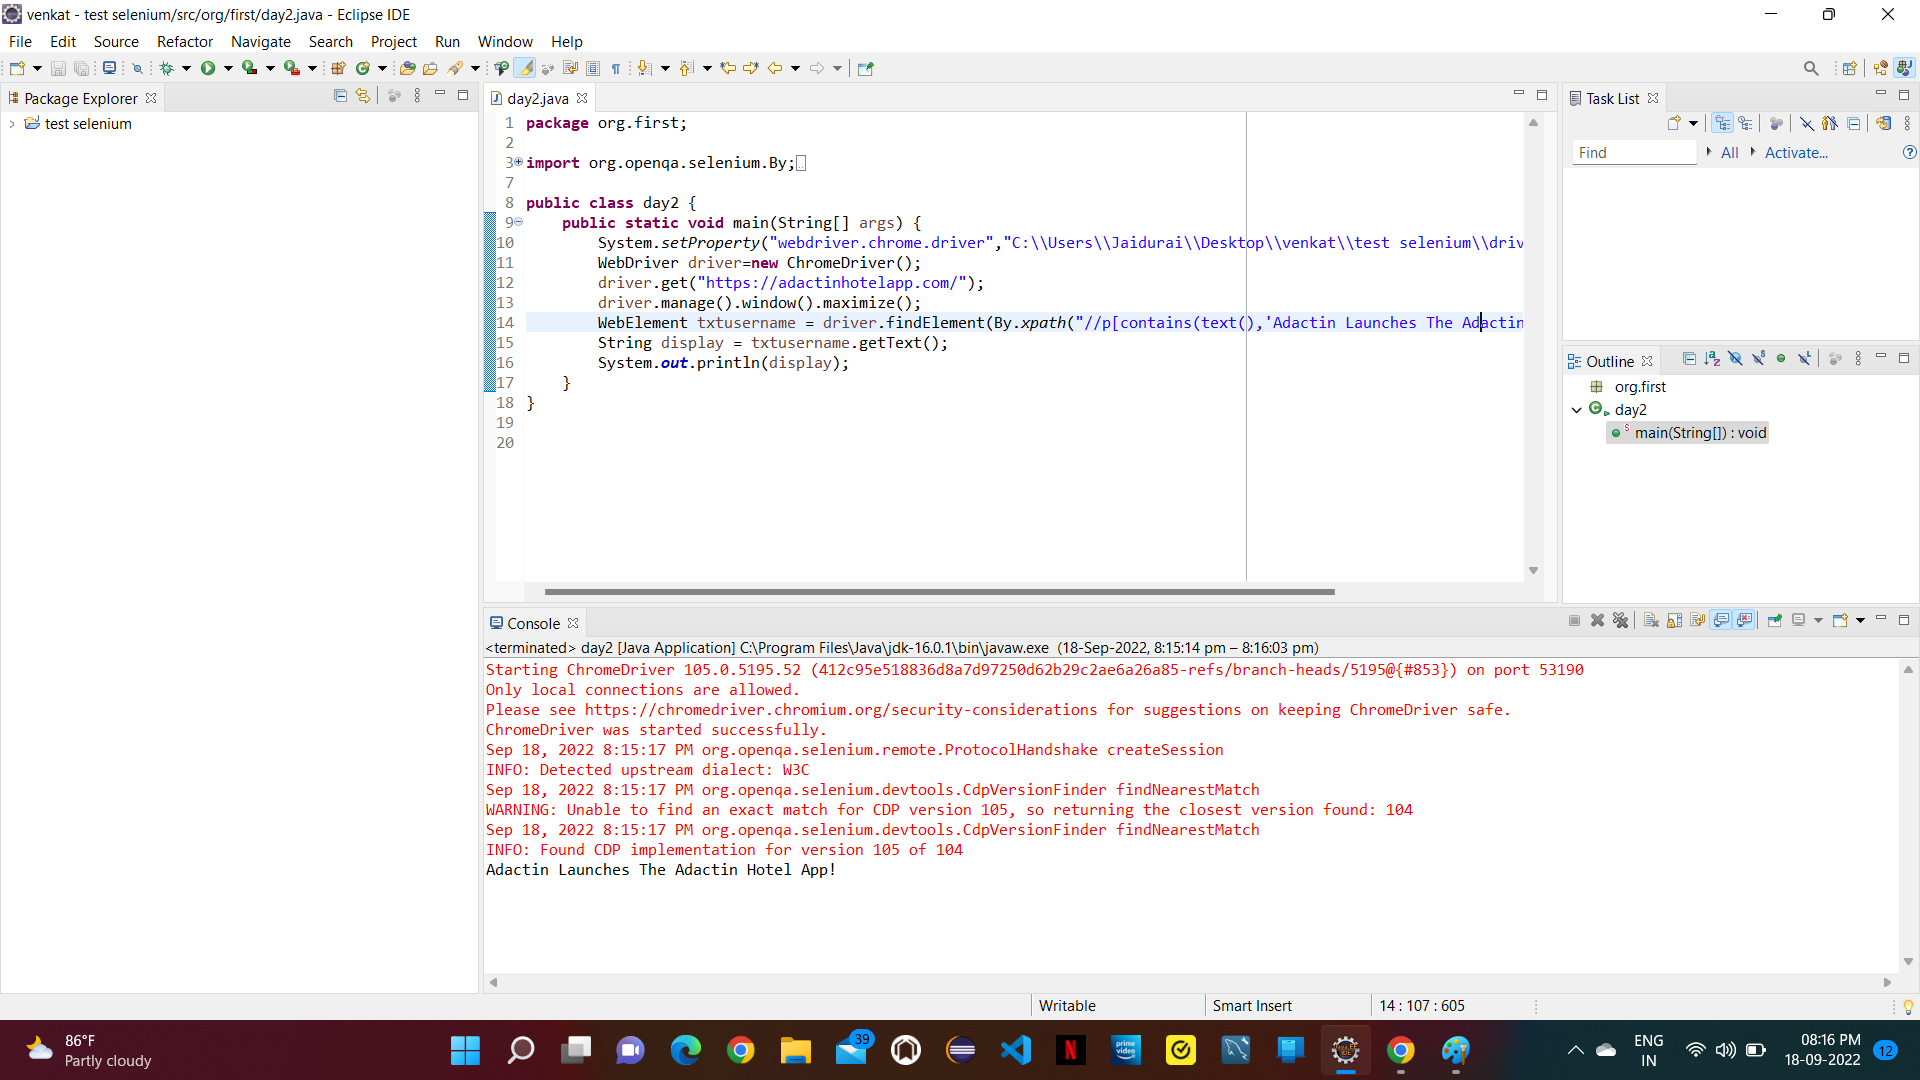 venkat - test selenium/src/org/first/day2.java - Eclipse IDE
File Edit Source Refactor Navigate Search Project Run Window Help
Package Explorer
test selenium
day2.java
1 package org.first;
2
3 import org.openqa.selenium.By;
7
8 public class day2 {
9 public static void main(String[] args) {
10 System.setProperty("webdriver.chrome.driver","C:\\Users\\Jaidurai\\Desktop\\venkat\\test selenium\\driv
11 WebDriver driver=new ChromeDriver();
12 driver.get("https://adactinhotelapp.com/");
13 driver.manage().window().maximize();
14 WebElement txtusername = driver.findElement(By.xpath("//p[contains(text(),'Adactin Launches The Adactin
15 String display = txtusername.getText();
16 System.out.println(display);
17 }
18 }
19
20
Task List
Find All Activate...
Outline
org.first
day2
main(String[]) : void
Console
<terminated> day2 [Java Application] C:\Program Files\Java\jdk-16.0.1\bin\javaw.exe (18-Sep-2022, 8:15:14 pm – 8:16:03 pm)
Starting ChromeDriver 105.0.5195.52 (412c95e518836d8a7d97250d62b29c2ae6a26a85-refs/branch-heads/5195@{#853}) on port 53190
Only local connections are allowed.
Please see https://chromedriver.chromium.org/security-considerations for suggestions on keeping ChromeDriver safe.
ChromeDriver was started successfully.
Sep 18, 2022 8:15:17 PM org.openqa.selenium.remote.ProtocolHandshake createSession
INFO: Detected upstream dialect: W3C
Sep 18, 2022 8:15:17 PM org.openqa.selenium.devtools.CdpVersionFinder findNearestMatch
WARNING: Unable to find an exact match for CDP version 105, so returning the closest version found: 104
Sep 18, 2022 8:15:17 PM org.openqa.selenium.devtools.CdpVersionFinder findNearestMatch
INFO: Found CDP implementation for version 105 of 104
Adactin Launches The Adactin Hotel App!
Writable Smart Insert 14 : 107 : 605
86°F
Partly cloudy
39
prime video
ENG
IN
08:16 PM
18-09-2022
12